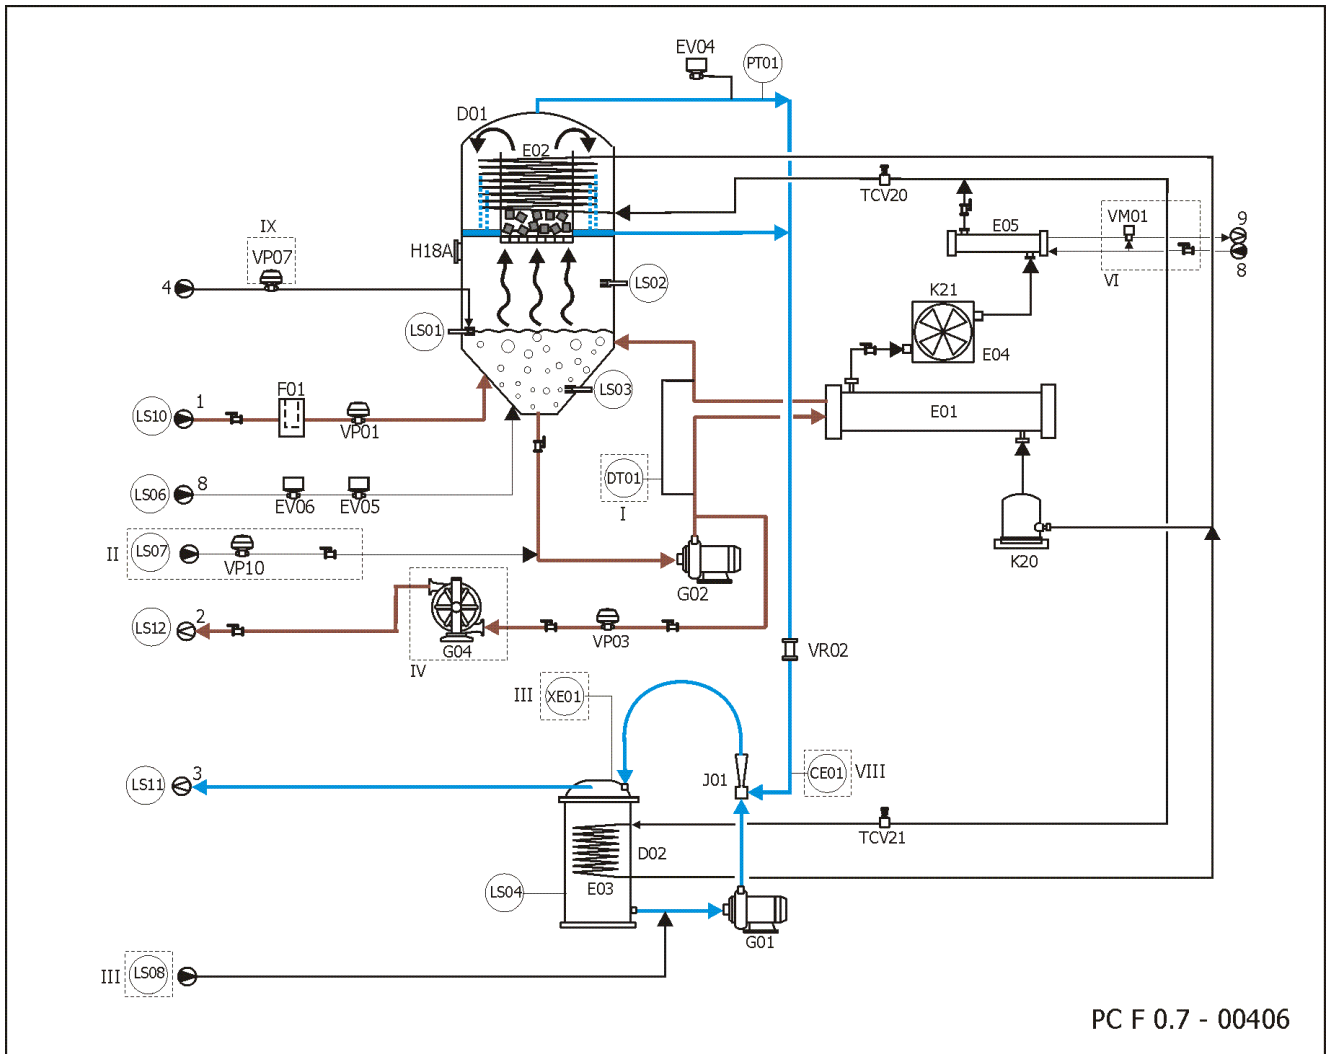 EV04
PT01
D01
E02
TCV20
VM01
9
E05
IX
VP07
H18A
8
VI
LS02
K21
4
LS01
E04
F01
LS03
1
LS10
E01
VP01
DT01
LS06
8
EV06
EV05
I
II
LS07
VP10
K20
G02
2
LS12
VP03
G04
VR02
IV
III
XE01
3
LS11
J01
CE01
VIII
TCV21
D02
LS04
E03
G01
III
LS08
PC F 0.7 - 00406